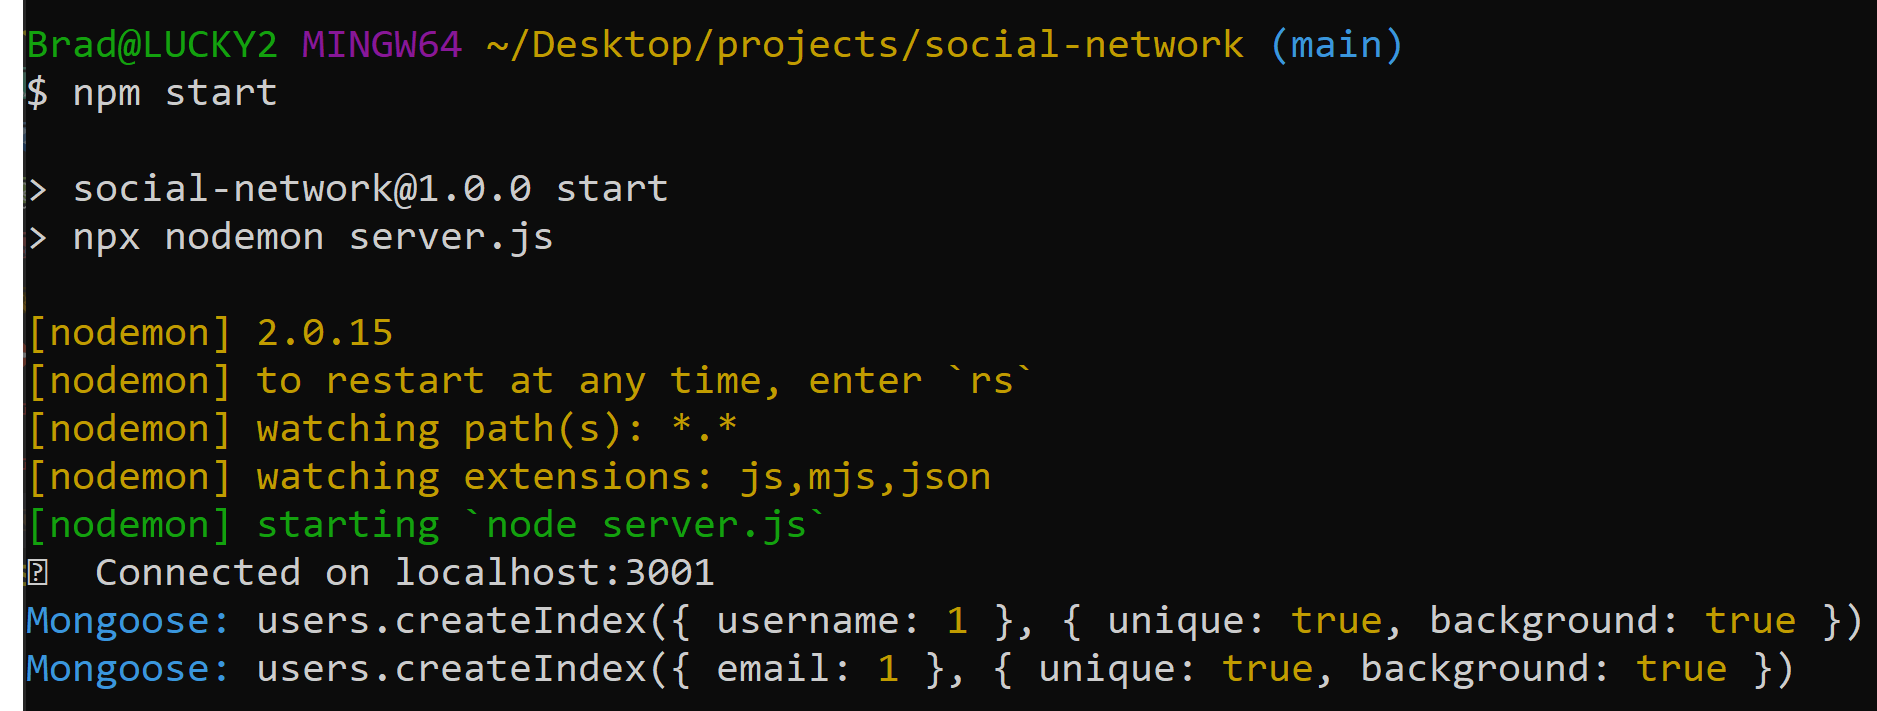 Brad@LUCKY2 MINGW64 ~/Desktop/projects/social-network (main)
$ npm start
> social-network@1.0.0 start
> npx nodemon server.js
[nodemon] 2.0.15
[nodemon] to restart at any time, enter `rs`
[nodemon] watching path(s): *.*
[nodemon] watching extensions: js,mjs,json
[nodemon] starting `node server.js`
Connected on localhost:3001
Mongoose: users.createIndex({ username: 1 }, { unique: true, background: true })
Mongoose: users.createIndex({ email: 1 }, { unique: true, background: true })